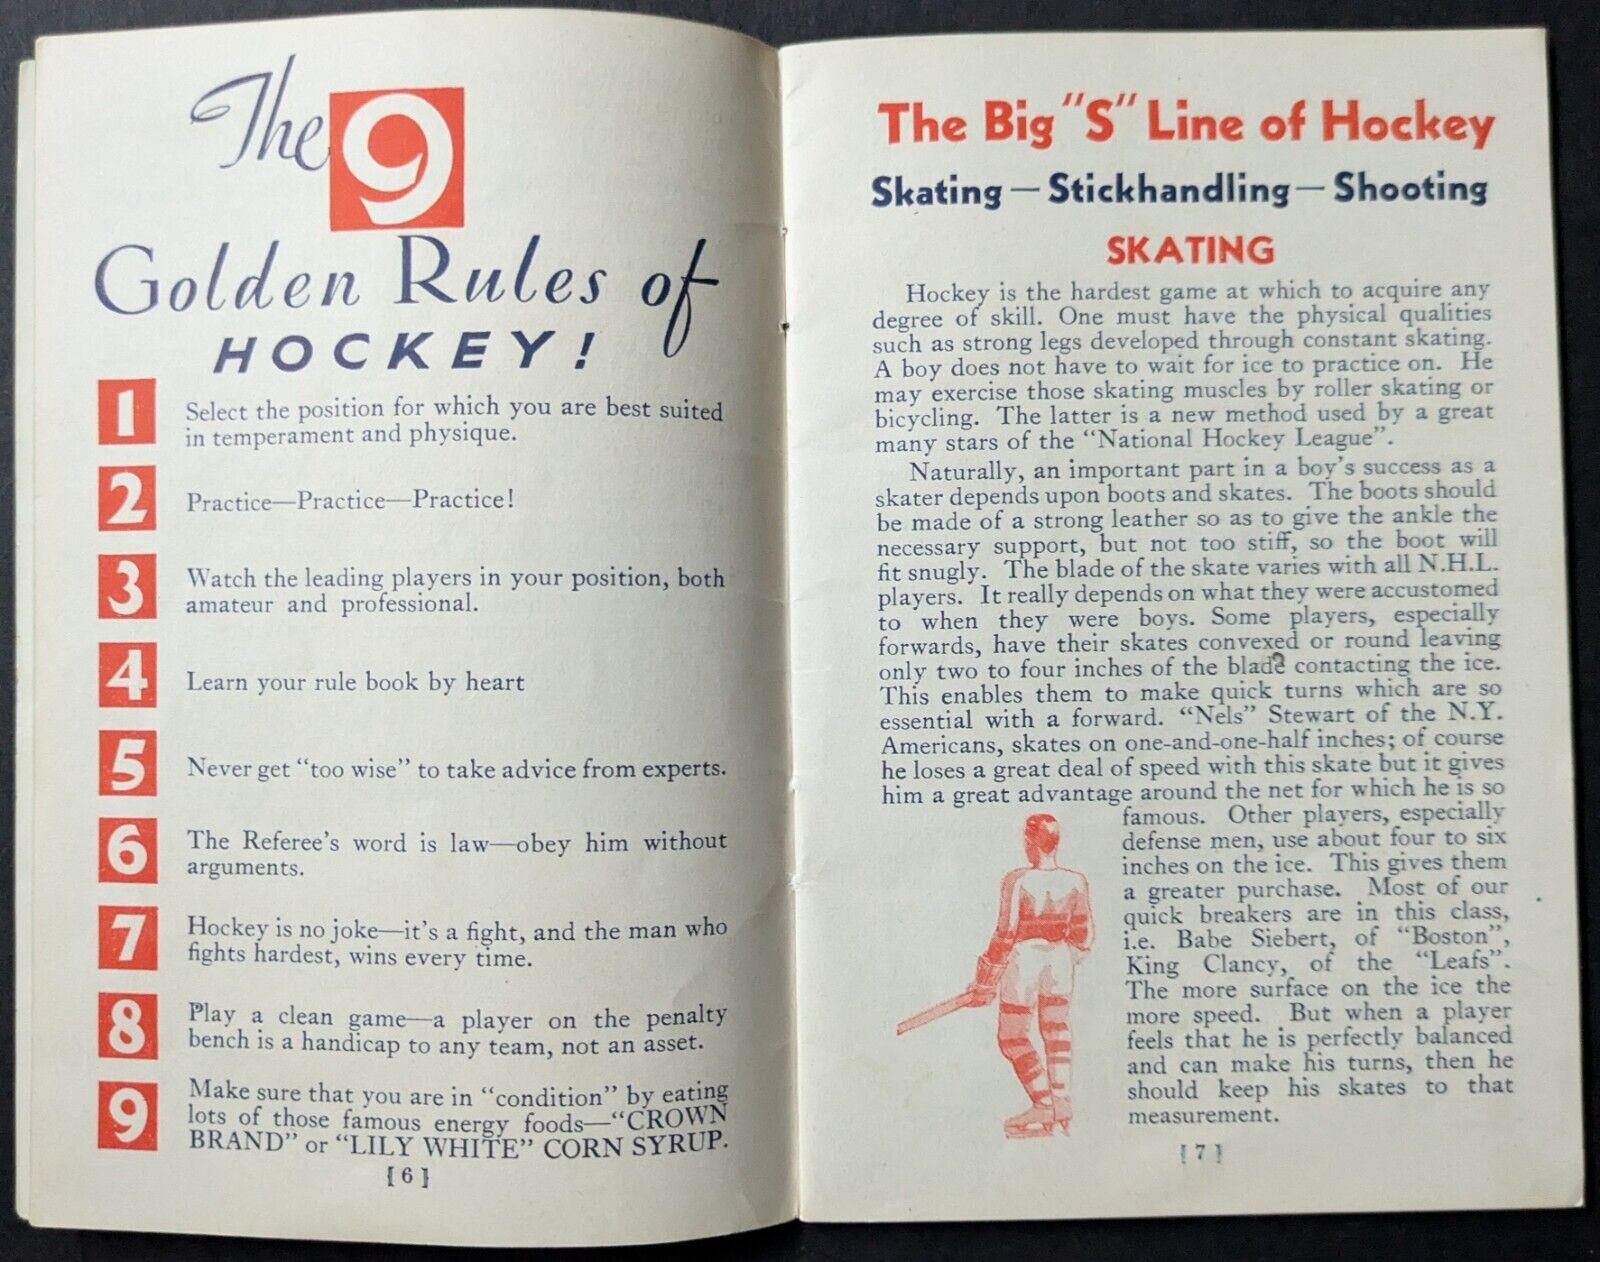 The 9
Golden Rules of
HOCKEY!
1 Select the position for which you are best suited
in temperament and physique.
2 Practice—Practice—Practice!
3 Watch the leading players in your position, both
amateur and professional.
4 Learn your rule book by heart
5 Never get "too wise" to take advice from experts.
6 The Referee's word is law—obey him without
arguments.
7 Hockey is no joke—it's a fight, and the man who
fights hardest, wins every time.
8 Play a clean game—a player on the penalty
bench is a handicap to any team, not an asset.
9 Make sure that you are in "condition" by eating
lots of those famous energy foods—"CROWN
BRAND" or "LILY WHITE" CORN SYRUP.
[6]
The Big "S" Line of Hockey
Skating—Stickhandling—Shooting
SKATING
Hockey is the hardest game at which to acquire any
degree of skill. One must have the physical qualities
such as strong legs developed through constant skating.
A boy does not have to wait for ice to practice on. He
may exercise those skating muscles by roller skating or
bicycling. The latter is a new method used by a great
many stars of the "National Hockey League".
Naturally, an important part in a boy's success as a
skater depends upon boots and skates. The boots should
be made of a strong leather so as to give the ankle the
necessary support, but not too stiff, so the boot will
fit snugly. The blade of the skate varies with all N.H.L.
players. It really depends on what they were accustomed
to when they were boys. Some players, especially
forwards, have their skates convexed or round leaving
only two to four inches of the blade contacting the ice.
This enables them to make quick turns which are so
essential with a forward. "Nels" Stewart of the N.Y.
Americans, skates on one-and-one-half inches; of course
he loses a great deal of speed with this skate but it gives
him a great advantage around the net for which he is so
famous. Other players, especially
defense men, use about four to six
inches on the ice. This gives them
a greater purchase. Most of our
quick breakers are in this class,
i.e. Babe Siebert, of "Boston",
King Clancy, of the "Leafs".
The more surface on the ice the
more speed. But when a player
feels that he is perfectly balanced
and can make his turns, then he
should keep his skates to that
measurement.
[7]